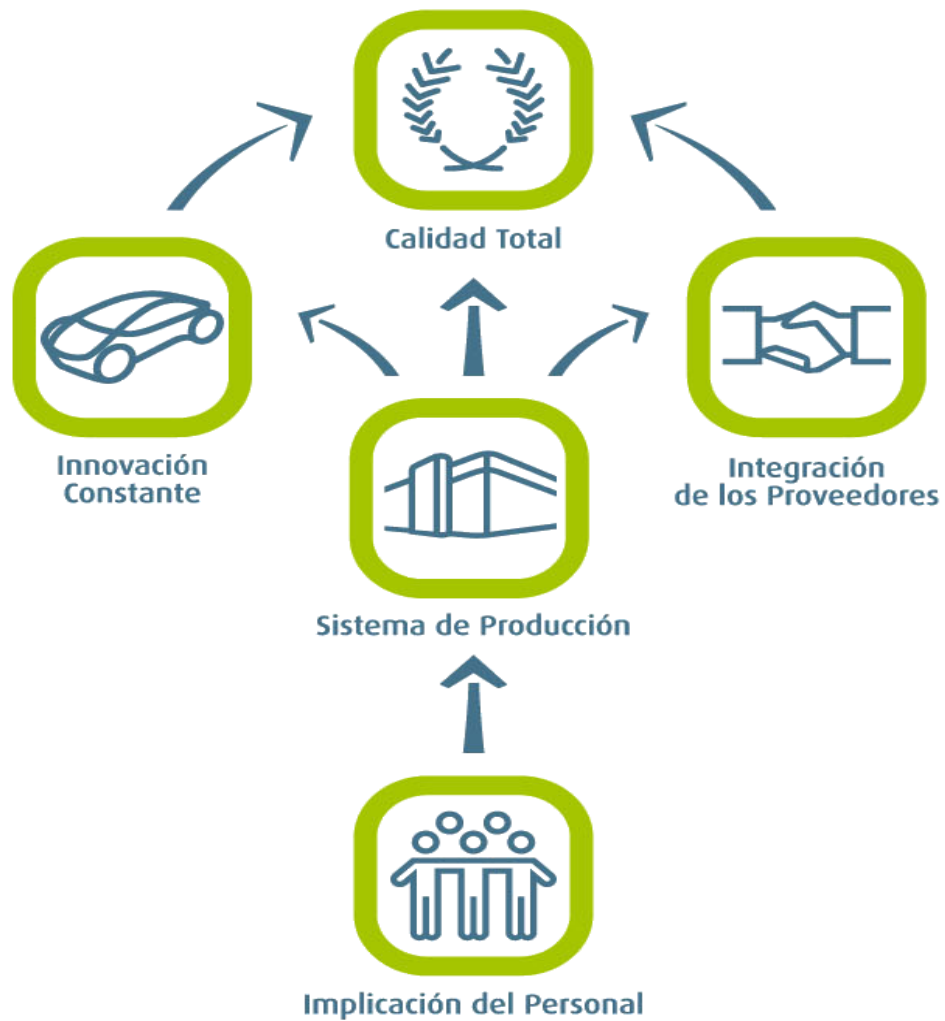 Calidad Total
Innovación
Constante
Integración
de los Proveedores
Sistema de Producción
Implicación del Personal